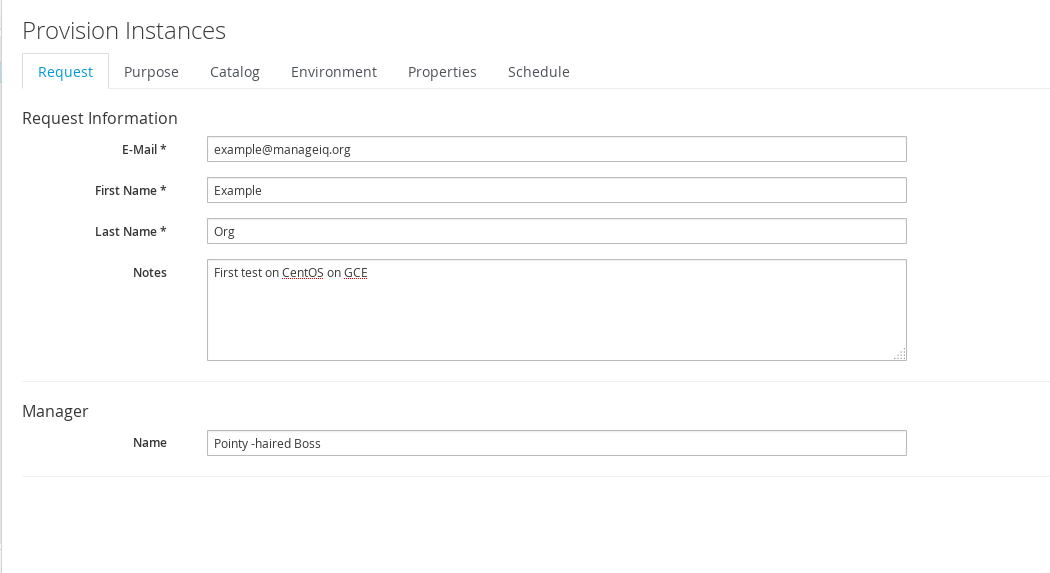 Provision Instances
Request Purpose Catalog Environment Properties Schedule
Request Information
E-Mail * example@manageiq.org
First Name * Example
Last Name * Org
Notes First test on CentOS on GCE
Manager
Name Pointy -haired Boss